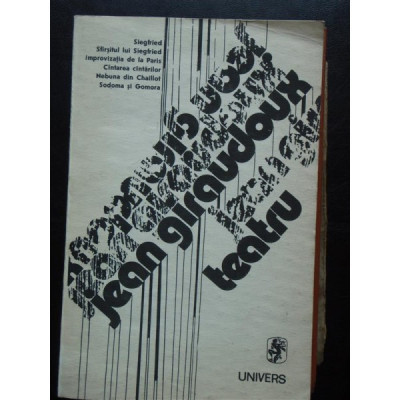 Siegfried
Sfîrşitul lui Siegfried
Improvizaţia de la Paris
Cîntarea cîntărilor
Nebuna din Chaillot
Sodoma şi Gomora
jean giraudoux
teatru
UNIVERS